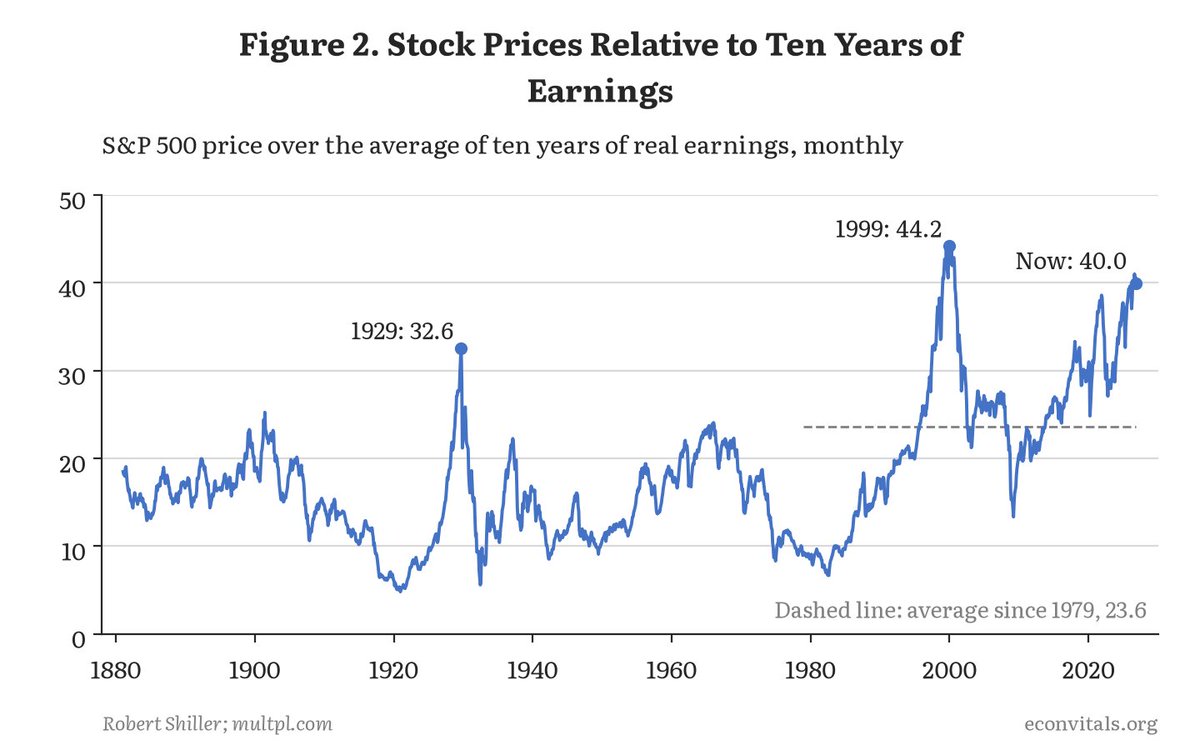 Figure 2. Stock Prices Relative to Ten Years of
Earnings
S&P 500 price over the average of ten years of real earnings, monthly
50
1999: 44.2
Now: 40.0
40
1929: 32.6
30
20
10
Dashed line: average since 1979, 23.6
0
1880 1900 1920 1940 1960 1980 2000 2020
Robert Shiller; multpl.com
econvitals.org